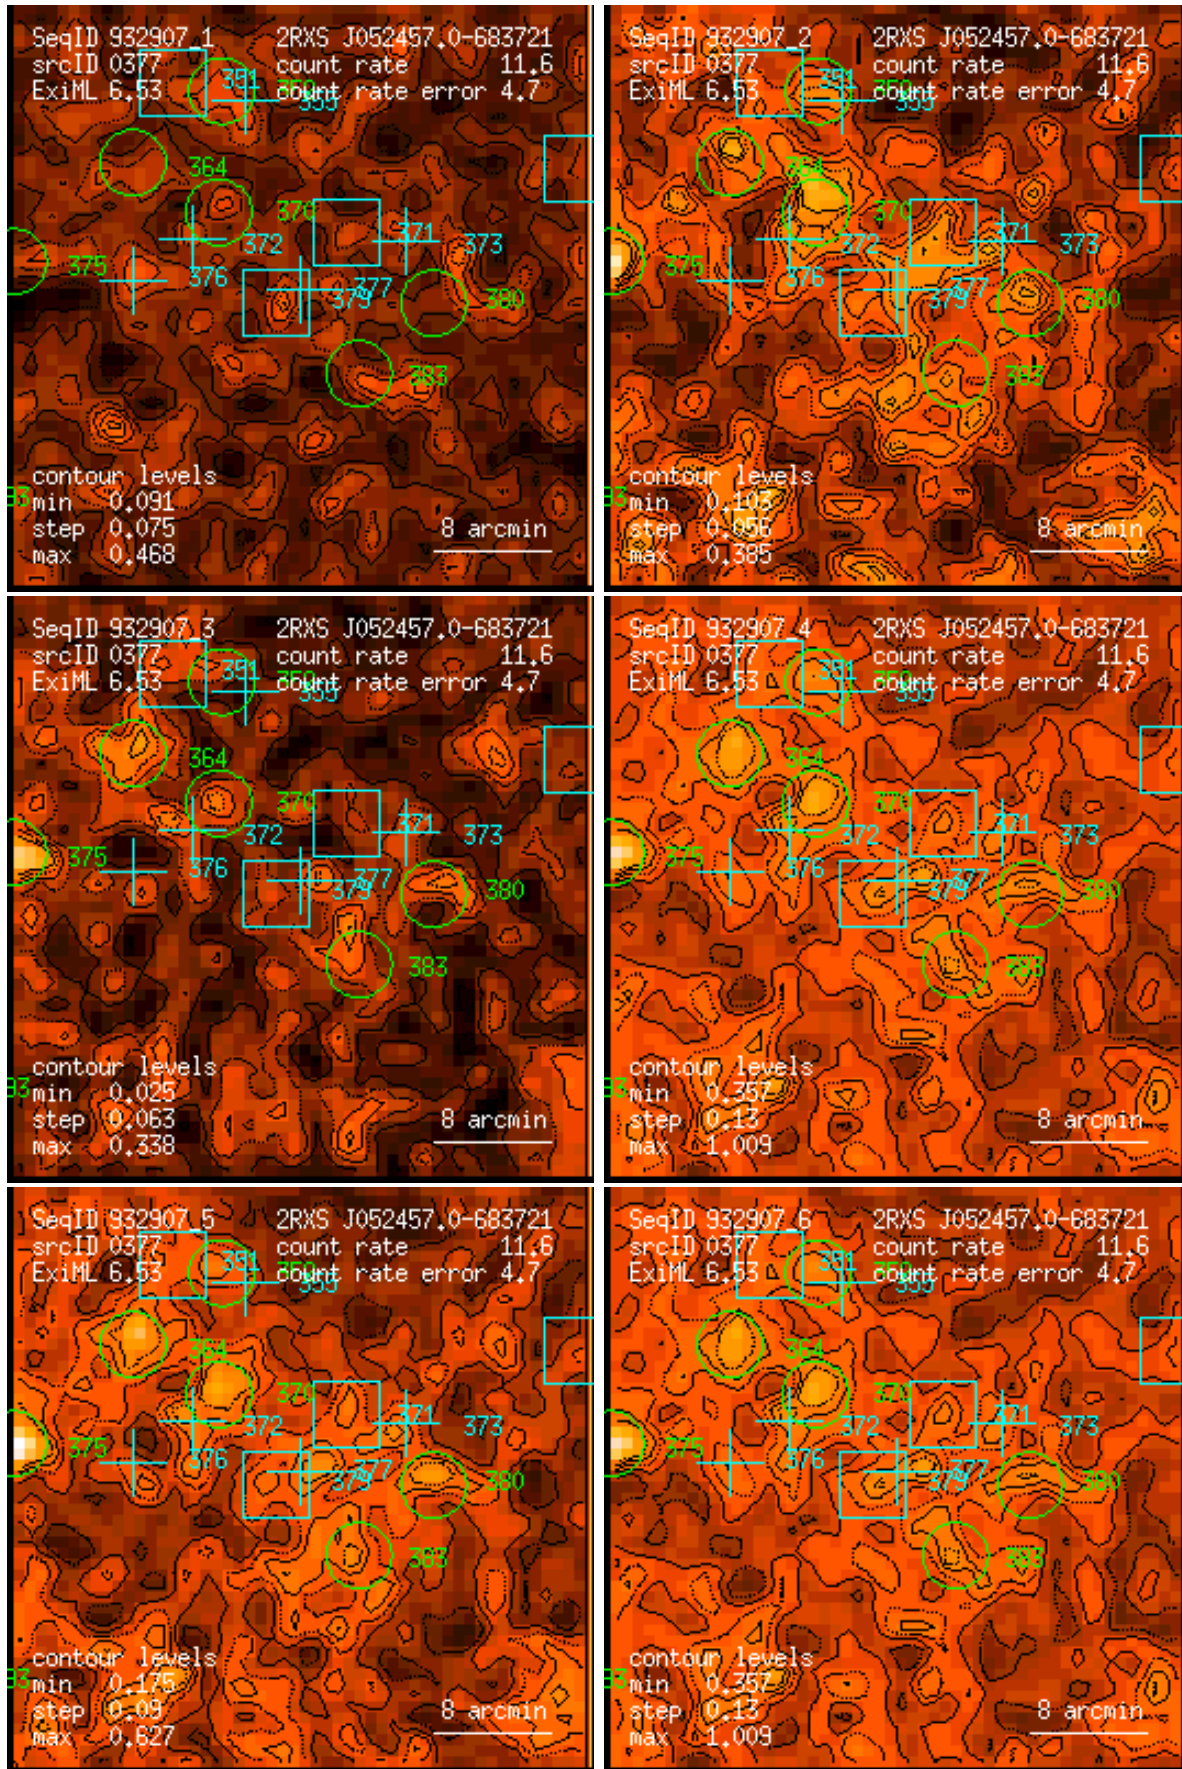 SeqID 932907_1 2RXS J052457.0-683721
srcID 0377 count rate 11.6
ExiML 6.53 count rate error 4.7
351
364
370
371
372
373
375
376
377
379
380
383
contour levels
min 0.091
step 0.075
max 0.468
8 arcmin
SeqID 932907_2 2RXS J052457.0-683721
srcID 0377 count rate 11.6
ExiML 6.53 count rate error 4.7
351
364
370
371
372
373
375
376
377
379
380
383
contour levels
min 0.103
step 0.056
max 0.385
8 arcmin
SeqID 932907_3 2RXS J052457.0-683721
srcID 0377 count rate 11.6
ExiML 6.53 count rate error 4.7
351
364
370
371
372
373
375
376
377
379
380
383
contour levels
min 0.025
step 0.063
max 0.338
8 arcmin
SeqID 932907_4 2RXS J052457.0-683721
srcID 0377 count rate 11.6
ExiML 6.53 count rate error 4.7
351
364
370
371
372
373
375
376
377
379
380
383
contour levels
min 0.357
step 0.13
max 1.009
8 arcmin
SeqID 932907_5 2RXS J052457.0-683721
srcID 0377 count rate 11.6
ExiML 6.53 count rate error 4.7
351
364
370
371
372
373
375
376
377
379
380
383
contour levels
min 0.175
step 0.09
max 0.627
8 arcmin
SeqID 932907_6 2RXS J052457.0-683721
srcID 0377 count rate 11.6
ExiML 6.53 count rate error 4.7
351
364
370
371
372
373
375
376
377
379
380
383
contour levels
min 0.357
step 0.13
max 1.009
8 arcmin